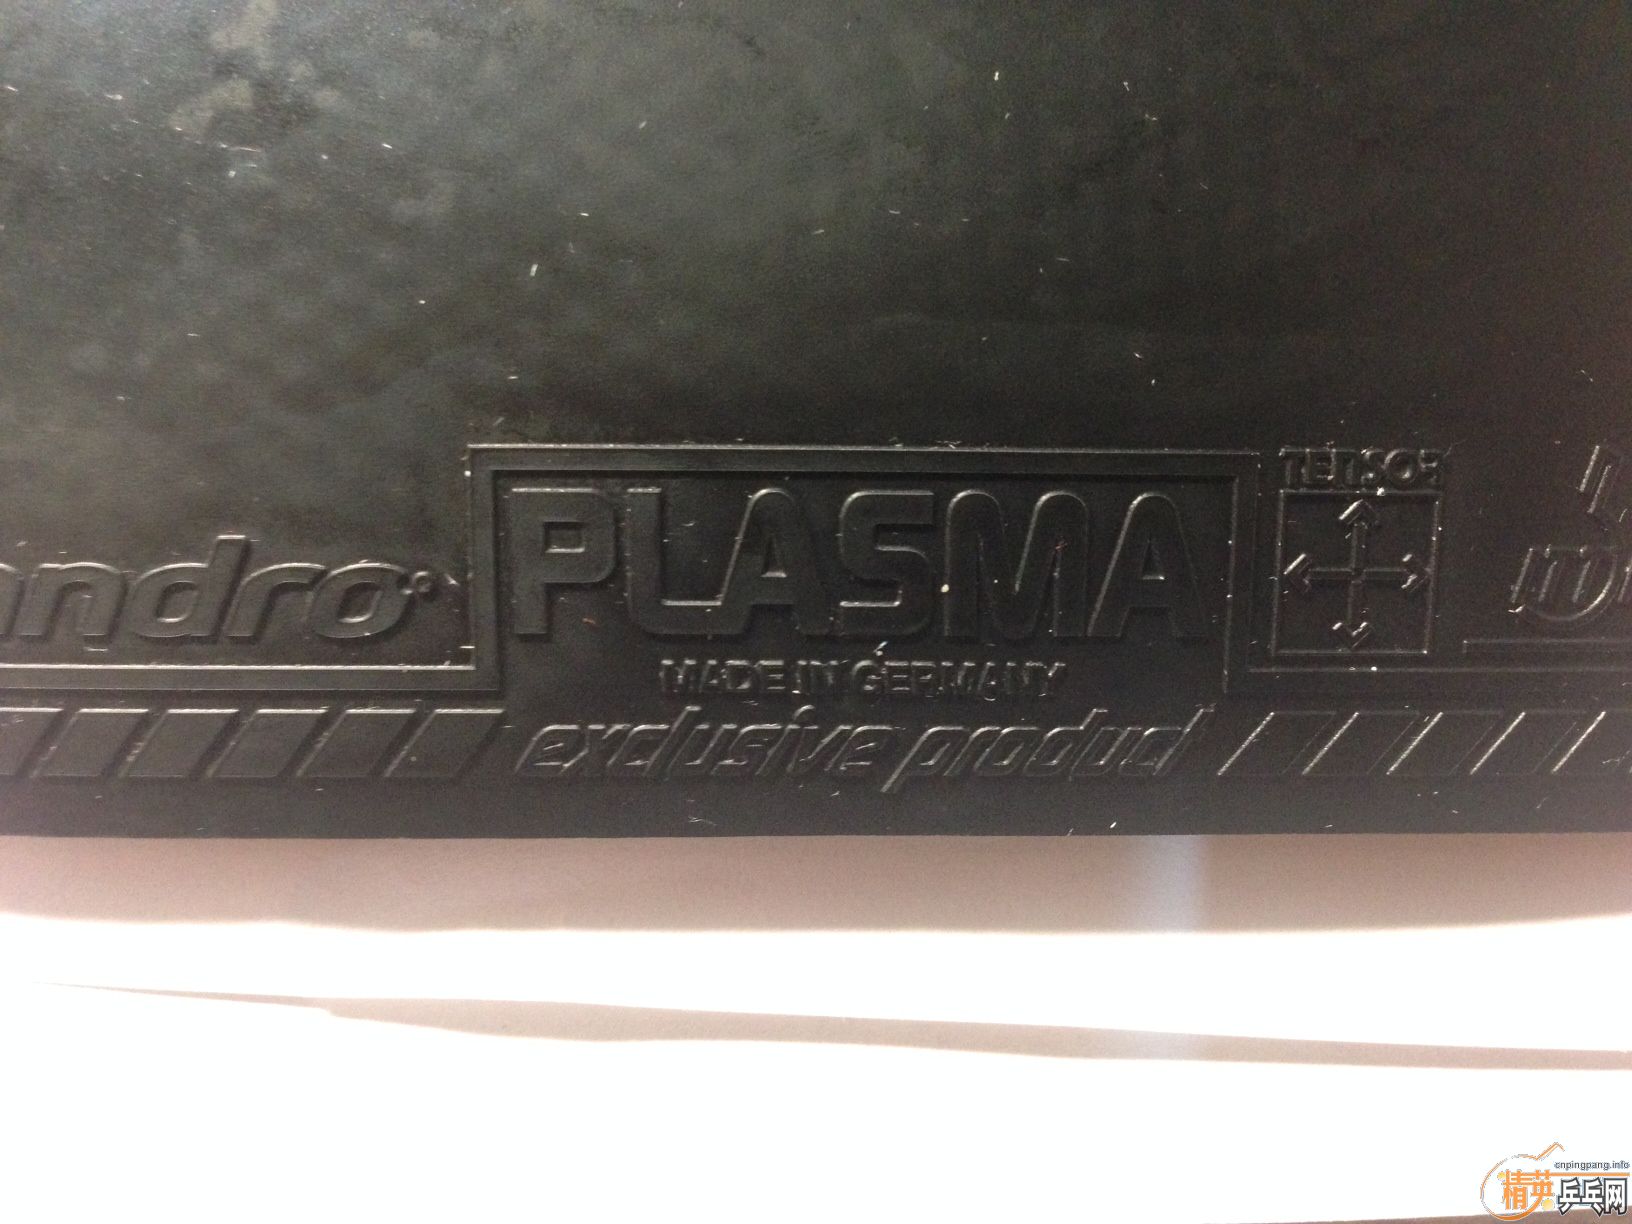 andro
PLASMA
TENSOR
MADE IN GERMANY
exclusive product
cnpingpang.info
精英乒乓网